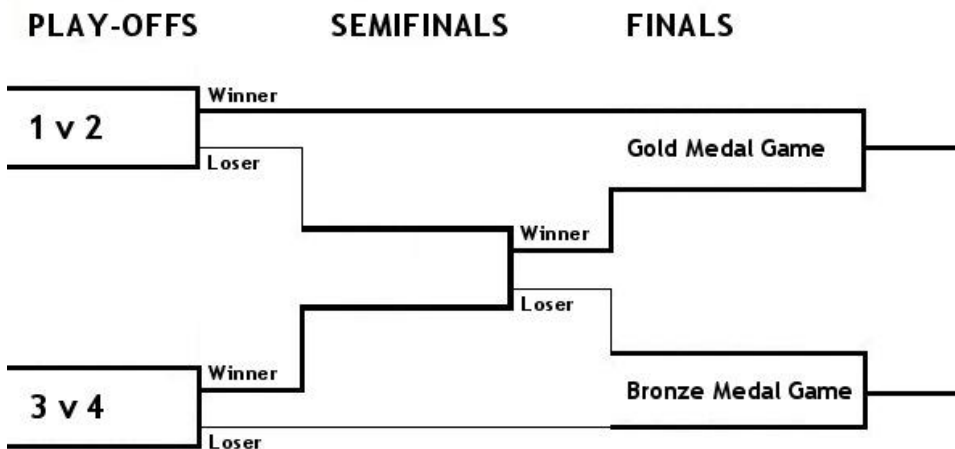 PLAY-OFFS SEMIFINALS FINALS
Winner
1 v 2
Loser
Gold Medal Game
Winner
Loser
Winner
3 v 4
Loser
Bronze Medal Game